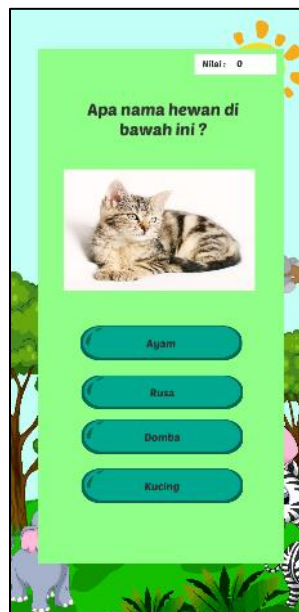 Nilai : 0
Apa nama hewan di
bawah ini ?
Ayam
Rusa
Domba
Kucing